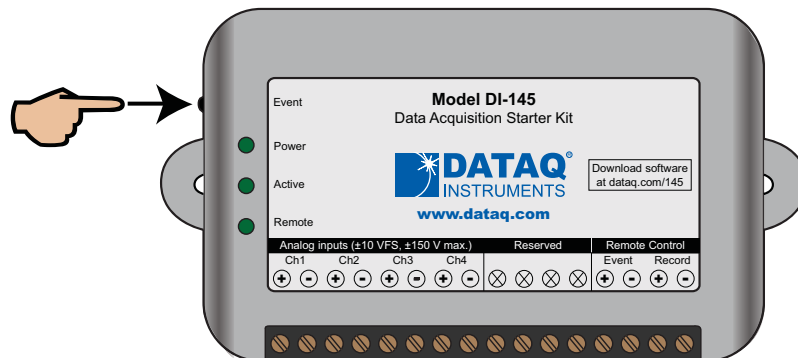 Event
Model DI-145
Data Acquisition Starter Kit
Power
Active
Remote
DATAQ®
INSTRUMENTS
www.dataq.com
Download software
at dataq.com/145
Analog inputs (±10 VFS, ±150 V max.) Reserved Remote Control
Ch1 Ch2 Ch3 Ch4 Event Record
+ - + - + - + - + - + -